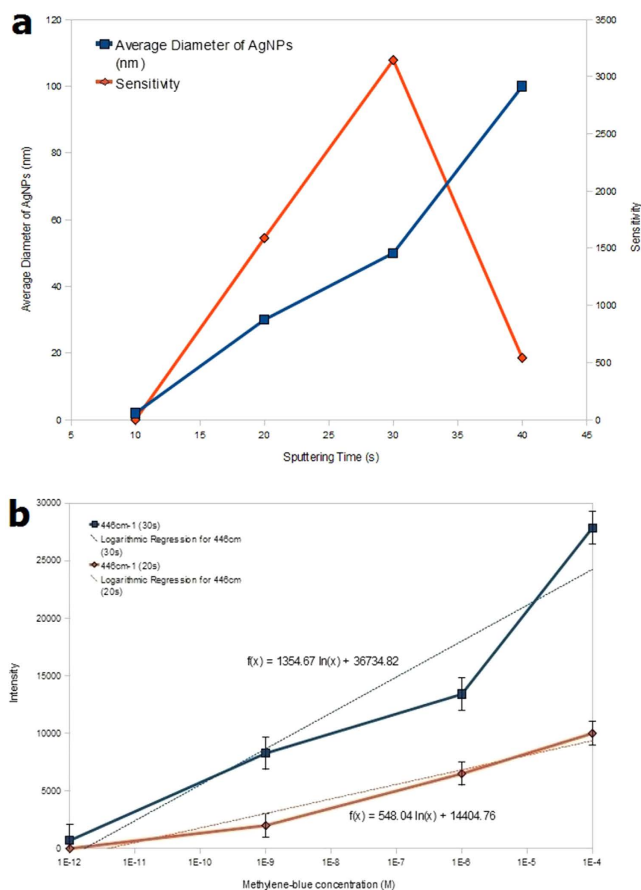 a
Average Diameter of AgNPs
(nm)
Sensitivity
120
100
80
60
40
20
0
Average Diameter of AgNPs (nm)
3500
3000
2500
2000
1500
1000
500
0
Sensitivity
5 10 15 20 25 30 35 40 45
Sputtering Time (s)
b
446cm-1 (30s)
Logarithmic Regression for 446cm
(30s)
446cm-1 (20s)
Logarithmic Regression for 446cm
(20s)
30000
25000
20000
15000
10000
5000
0
Intensity
f(x) = 1354.67 ln(x) + 36734.82
f(x) = 548.04 ln(x) + 14404.76
1E-12 1E-11 1E-10 1E-9 1E-8 1E-7 1E-6 1E-5 1E-4
Methylene-blue concentration (M)